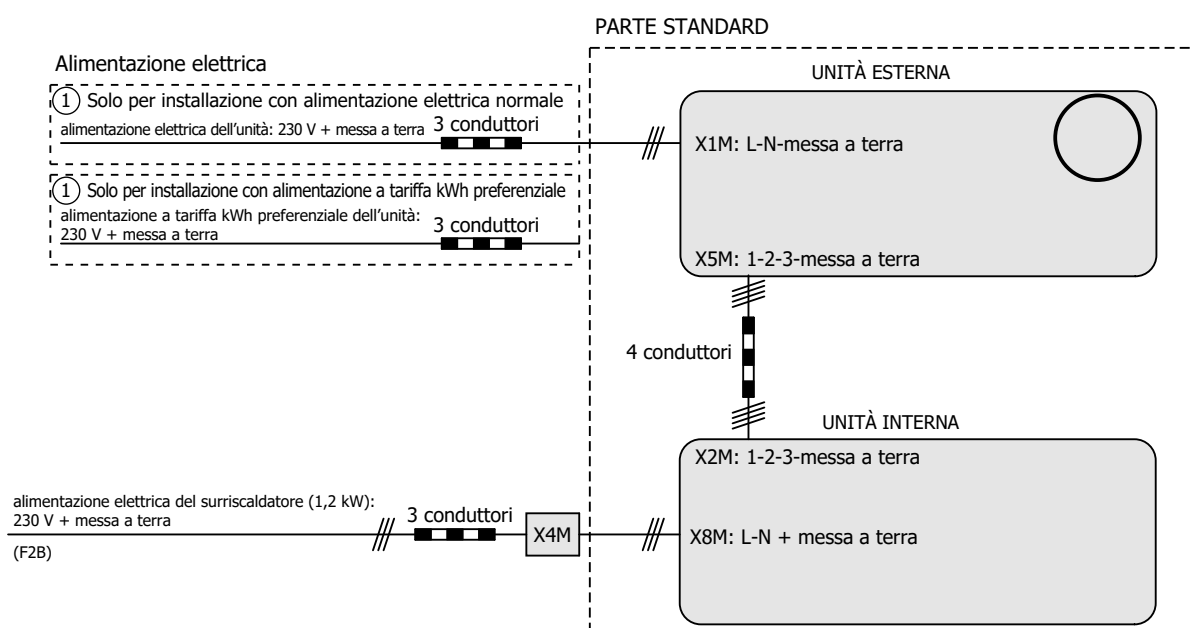 PARTE STANDARD
Alimentazione elettrica
1 Solo per installazione con alimentazione elettrica normale
alimentazione elettrica dell'unità: 230 V + messa a terra
3 conduttori
1 Solo per installazione con alimentazione a tariffa kWh preferenziale
alimentazione a tariffa kWh preferenziale dell'unità:
230 V + messa a terra
3 conduttori
UNITÀ ESTERNA
X1M: L-N-messa a terra
X5M: 1-2-3-messa a terra
4 conduttori
UNITÀ INTERNA
X2M: 1-2-3-messa a terra
alimentazione elettrica del surriscaldatore (1,2 kW):
230 V + messa a terra
(F2B)
3 conduttori
X4M
X8M: L-N + messa a terra